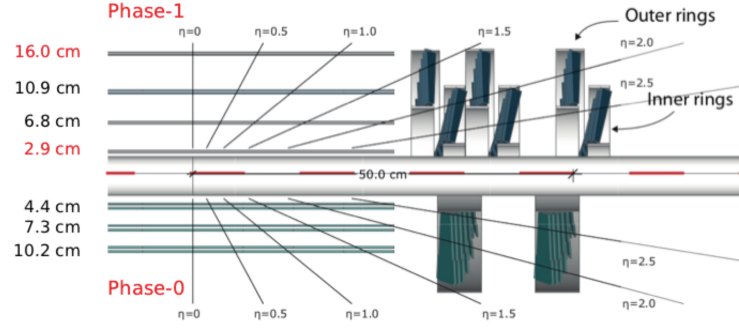 Phase-1
η=0 η=0.5 η=1.0 η=1.5
Outer rings
η=2.0
16.0 cm
η=2.5
10.9 cm
Inner rings
6.8 cm
2.9 cm
50.0 cm
4.4 cm
7.3 cm
10.2 cm
η=2.5
Phase-0
η=2.0
η=0 η=0.5 η=1.0 η=1.5